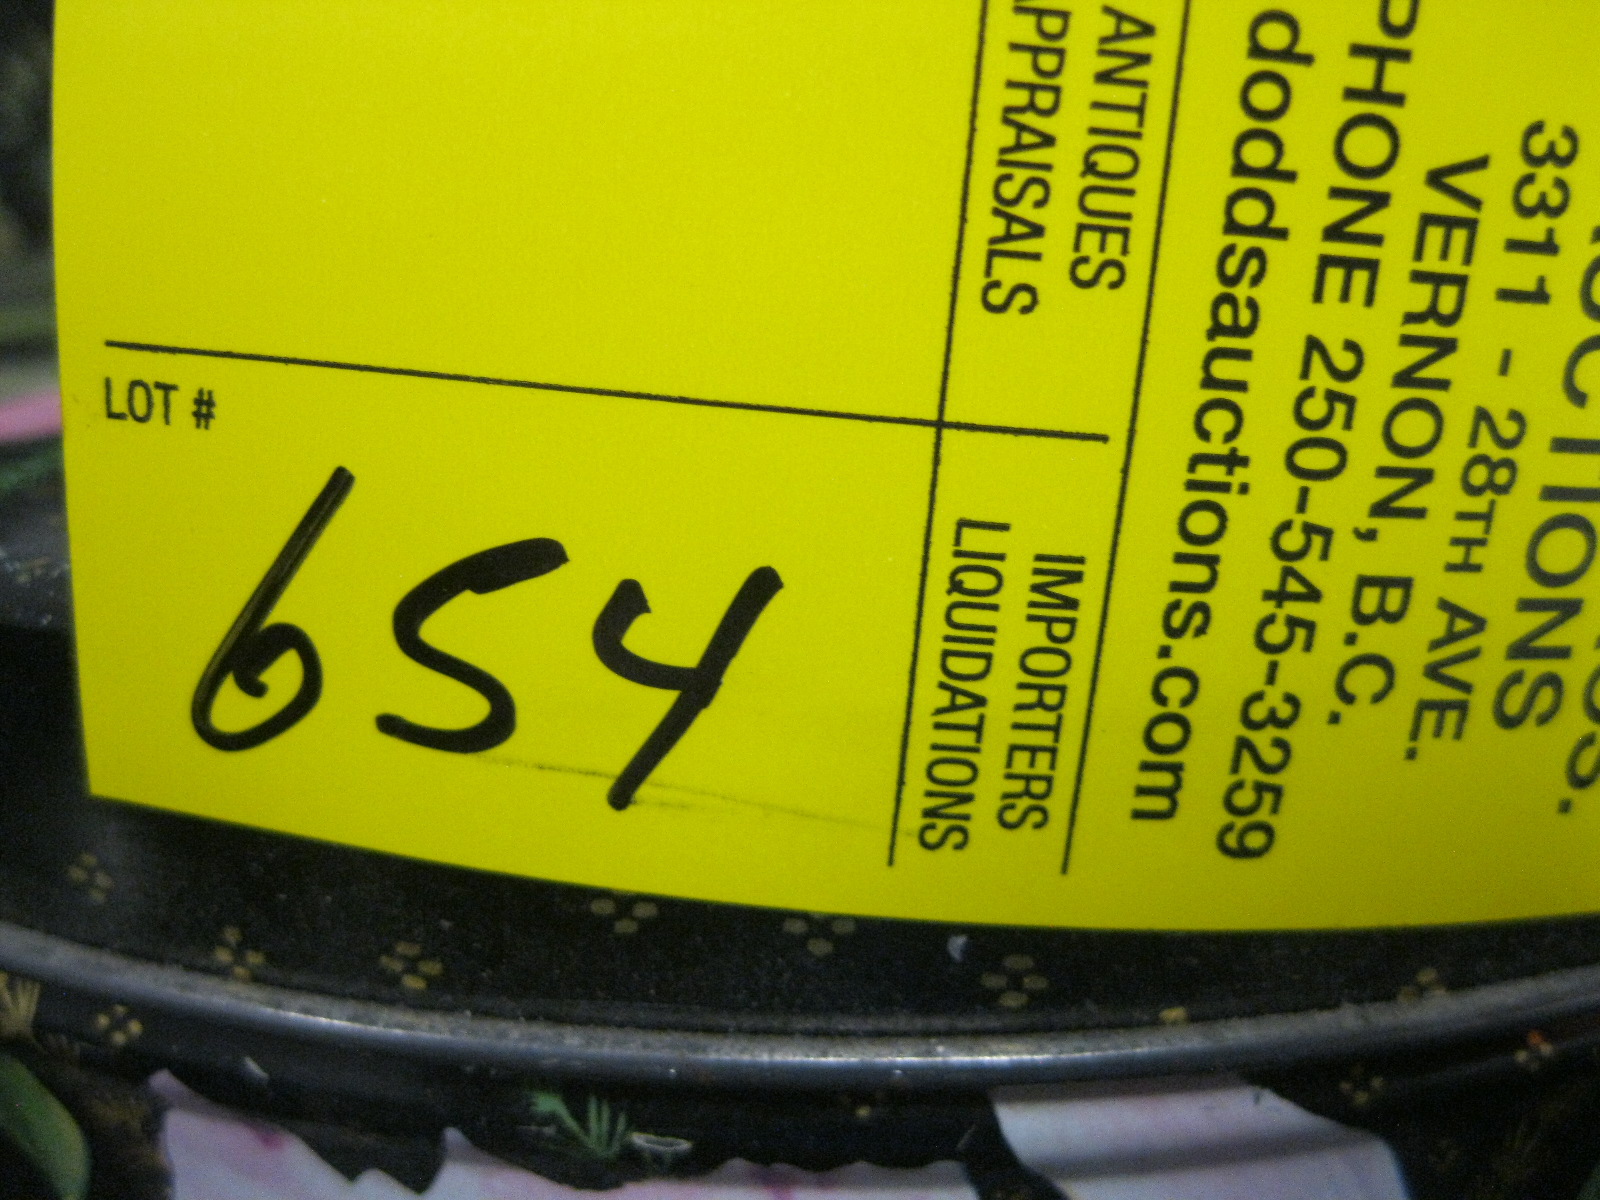 LOT #
654
ANTIQUES
APPRAISALS
IMPORTERS
LIQUIDATIONS
3311 - 28TH AVE.
VERNON, B.C.
PHONE 250-545-3259
doddsauctions.com